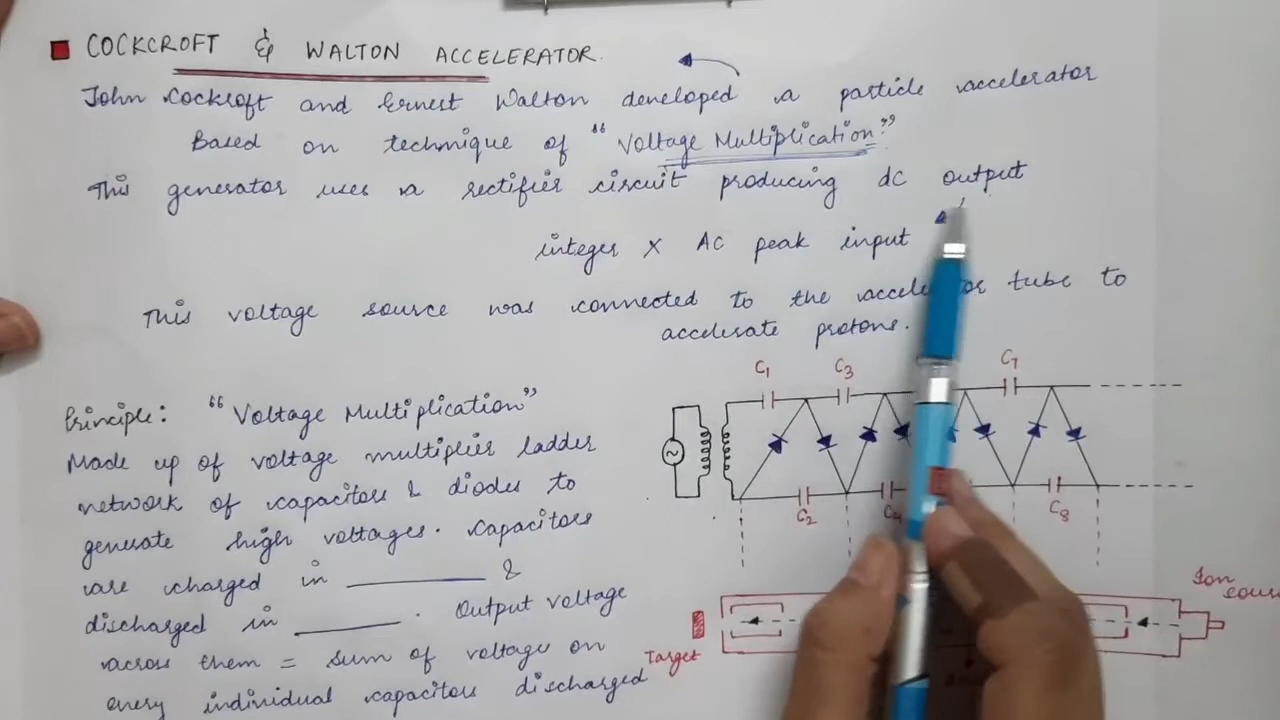 COCKCROFT & WALTON ACCELERATOR.
John Cockroft and Ernest Walton developed a particle accelerator
Based on technique of "Voltage Multiplication"
This generator uses a rectifier circuit producing dc output
integer X AC peak input
This voltage source was connected to the tube to
accelerate protons.
Principle: "Voltage Multiplication"
Made up of voltage multiplier ladder
network of capacitors & diodes to
generate high voltages. Capacitors
are charged in ________ &
discharged in ________. Output voltage
across them = sum of voltage on
every individual capacitors discharged
C1 C3 C7
C2 C4 C8
Ion
Target